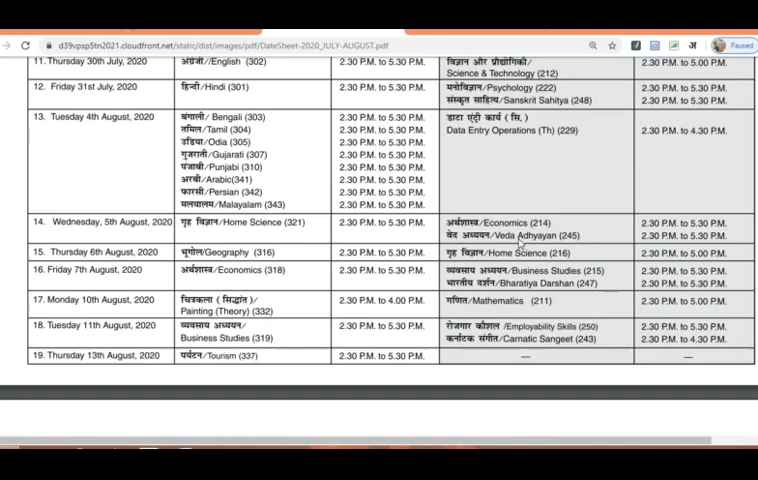 d39vpsp5tn2021.cloudfront.net/static/dist/images/pdf/DateSheet-2020_JULY-AUGUST.pdf
Paused
11. Thursday 30th July, 2020 अंग्रेज़ी/English (302) 2.30 P.M. to 5.30 P.M. विज्ञान और प्रौद्योगिकी/ 2.30 P.M. to 5.00 P.M.
Science & Technology (212)
12. Friday 31st July, 2020 हिन्दी/Hindi (301) 2.30 P.M. to 5.30 P.M. मनोविज्ञान/Psychology (222) 2.30 P.M. to 5.30 P.M.
संस्कृत साहित्य/Sanskrit Sahitya (248) 2.30 P.M. to 5.30 P.M.
13. Tuesday 4th August, 2020 बंगाली/ Bengali (303) 2.30 P.M. to 5.30 P.M. डाटा एंट्री कार्य (सि.)
तमिल/Tamil (304) 2.30 P.M. to 5.30 P.M. Data Entry Operations (Th) (229) 2.30 P.M. to 4.30 P.M.
उडिया/Odia (305) 2.30 P.M. to 5.30 P.M.
गुजराती/Gujarati (307) 2.30 P.M. to 5.30 P.M.
पंजाबी/Punjabi (310) 2.30 P.M. to 5.30 P.M.
अरबी/Arabic(341) 2.30 P.M. to 5.30 P.M.
फारसी/Persian (342) 2.30 P.M. to 5.30 P.M.
मलयालम/Malayalam (343) 2.30 P.M. to 5.30 P.M.
14. Wednesday, 5th August, 2020 गृह विज्ञान/Home Science (321) 2.30 P.M. to 5.30 P.M. अर्थशास्त्र/Economics (214) 2.30 P.M. to 5.30 P.M.
वेद अध्ययन/Veda Adhyayan (245) 2.30 P.M. to 5.30 P.M.
15. Thursday 6th August, 2020 भूगोल/Geography (316) 2.30 P.M. to 5.30 P.M. गृह विज्ञान/Home Science (216) 2.30 P.M. to 5.00 P.M.
16. Friday 7th August, 2020 अर्थशास्त्र/Economics (318) 2.30 P.M. to 5.30 P.M. व्यवसाय अध्ययन/Business Studies (215) 2.30 P.M. to 5.30 P.M.
भारतीय दर्शन/Bharatiya Darshan (247) 2.30 P.M. to 5.30 P.M.
17. Monday 10th August, 2020 चित्रकला (सिद्धांत)/ 2.30 P.M. to 4.00 P.M. गणित/Mathematics (211) 2.30 P.M. to 5.00 P.M.
Painting (Theory) (332)
18. Tuesday 11th August, 2020 व्यवसाय अध्ययन/ 2.30 P.M. to 5.30 P.M. रोजगार कौशल /Employability Skills (250) 2.30 P.M. to 5.30 P.M.
Business Studies (319) कर्नाटक संगीत/Carnatic Sangeet (243) 2.30 P.M. to 4.30 P.M.
19. Thursday 13th August, 2020 पर्यटन/Tourism (337) 2.30 P.M. to 5.30 P.M. — —